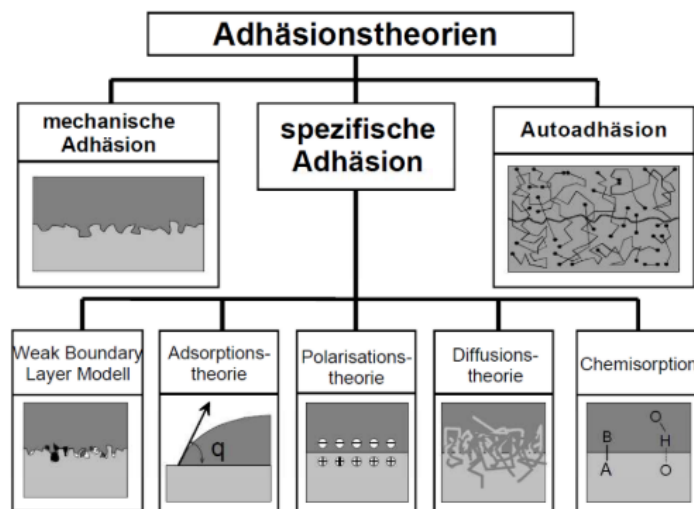 Adhäsionstheorien
mechanische
Adhäsion
spezifische
Adhäsion
Autoadhäsion
Weak Boundary
Layer Modell
Adsorptions-
theorie
Polarisations-
theorie
Diffusions-
theorie
Chemisorption
q
B
A
O
H
O